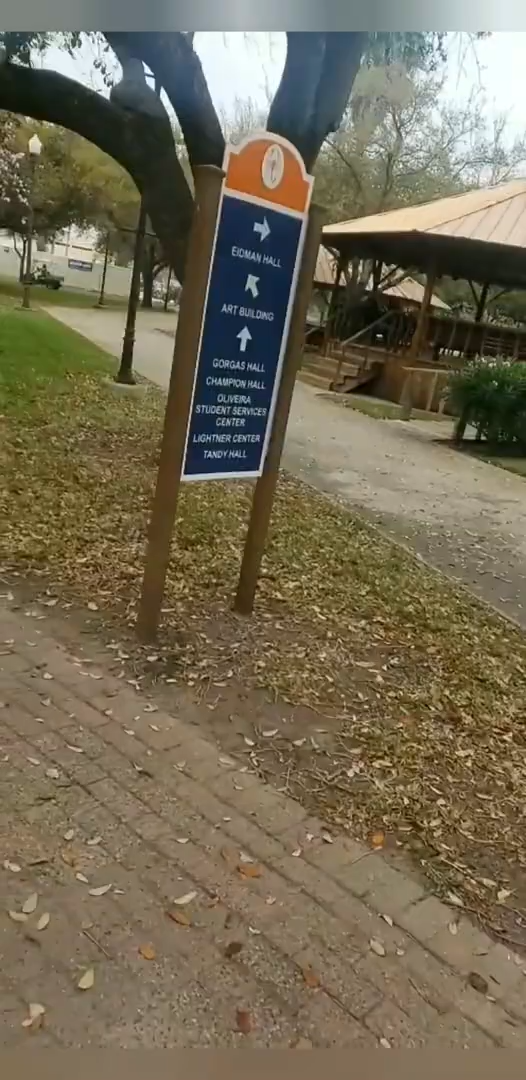 EIDMAN HALL
ART BUILDING
GORGAS HALL
CHAMPION HALL
OLIVEIRA
STUDENT SERVICES
CENTER
LIGHTNER CENTER
TANDY HALL